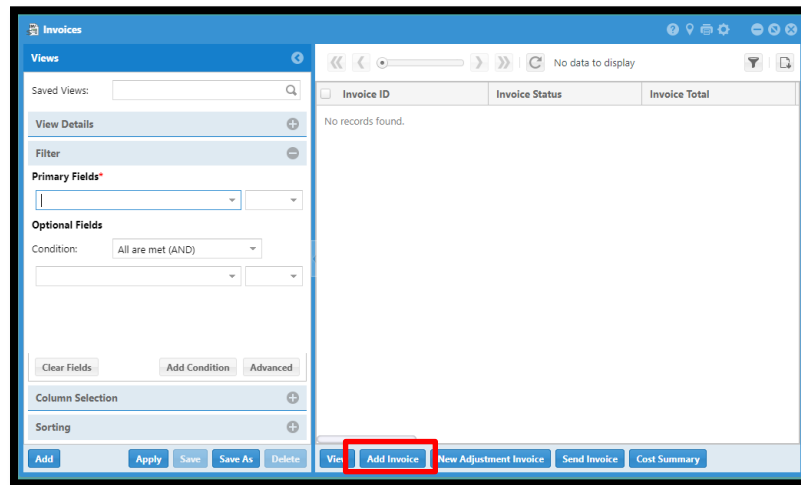 Invoices
Views
Saved Views:
View Details
Filter
Primary Fields*
Optional Fields
Condition: All are met (AND)
Clear Fields Add Condition Advanced
Column Selection
Sorting
Add Apply Save Save As Delete
No data to display
Invoice ID Invoice Status Invoice Total
No records found.
View Add Invoice New Adjustment Invoice Send Invoice Cost Summary